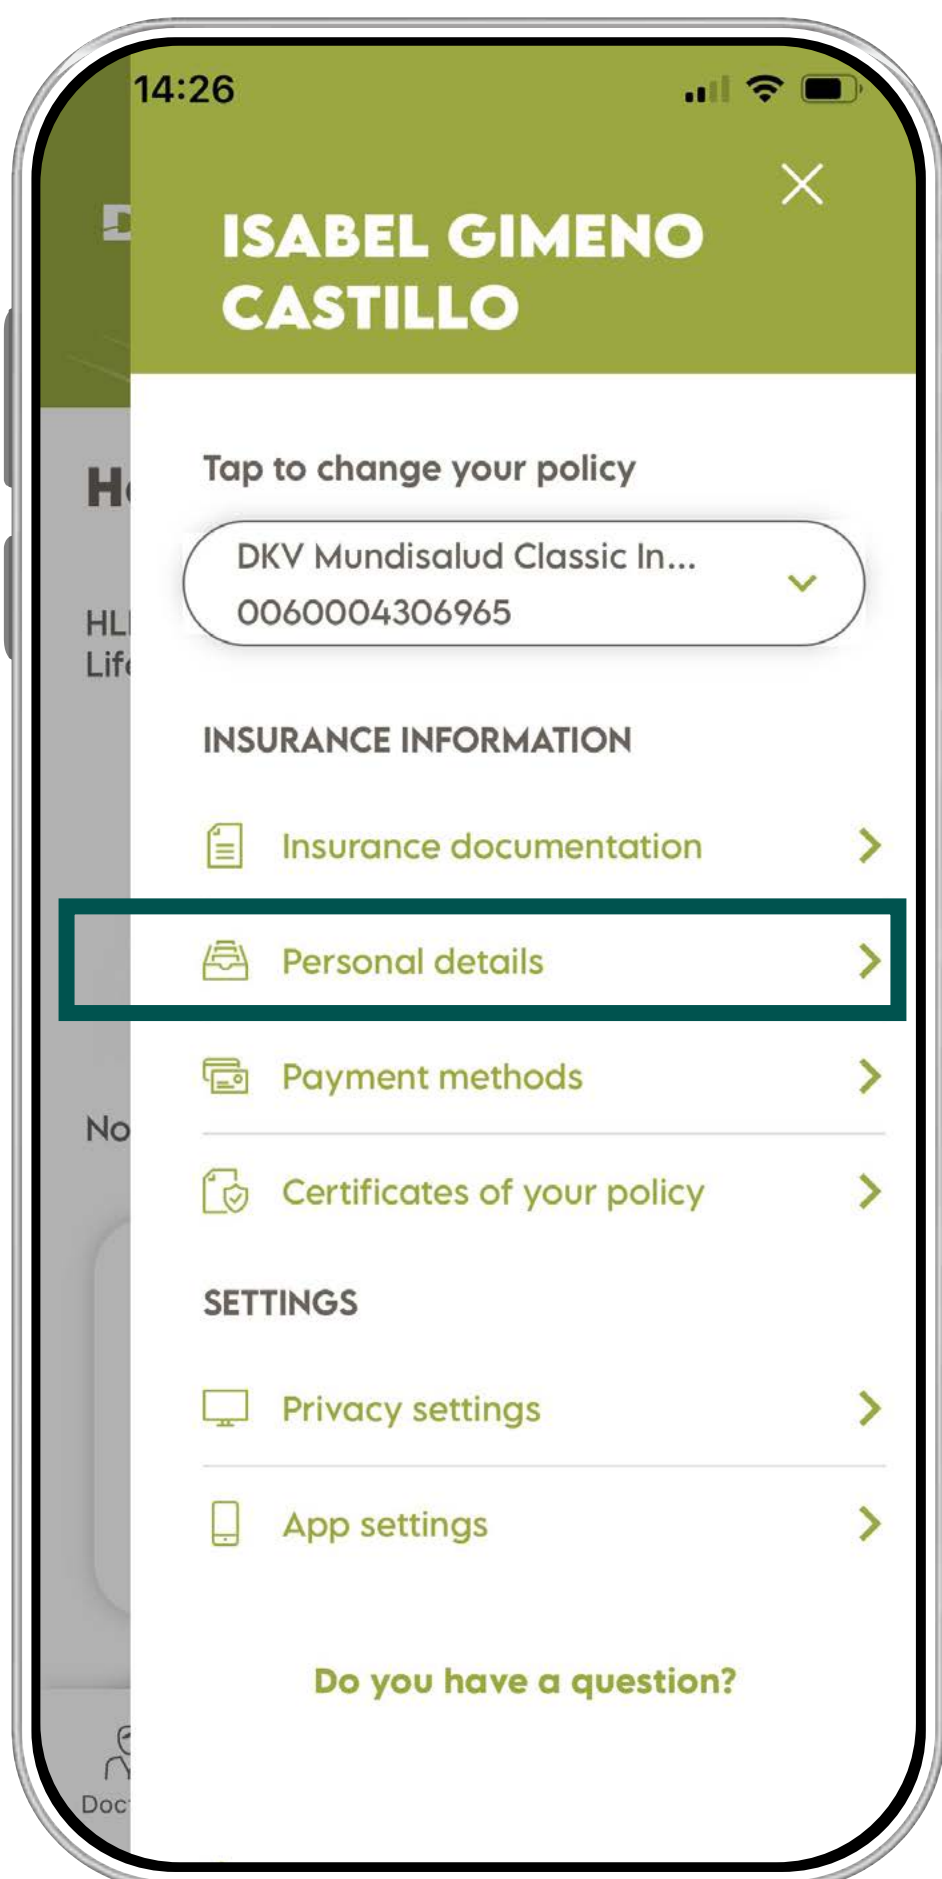 14:26
ISABEL GIMENO
CASTILLO
Tap to change your policy
DKV Mundisalud Classic In...
0060004306965
INSURANCE INFORMATION
Insurance documentation
Personal details
Payment methods
No
Certificates of your policy
SETTINGS
Privacy settings
App settings
Do you have a question?